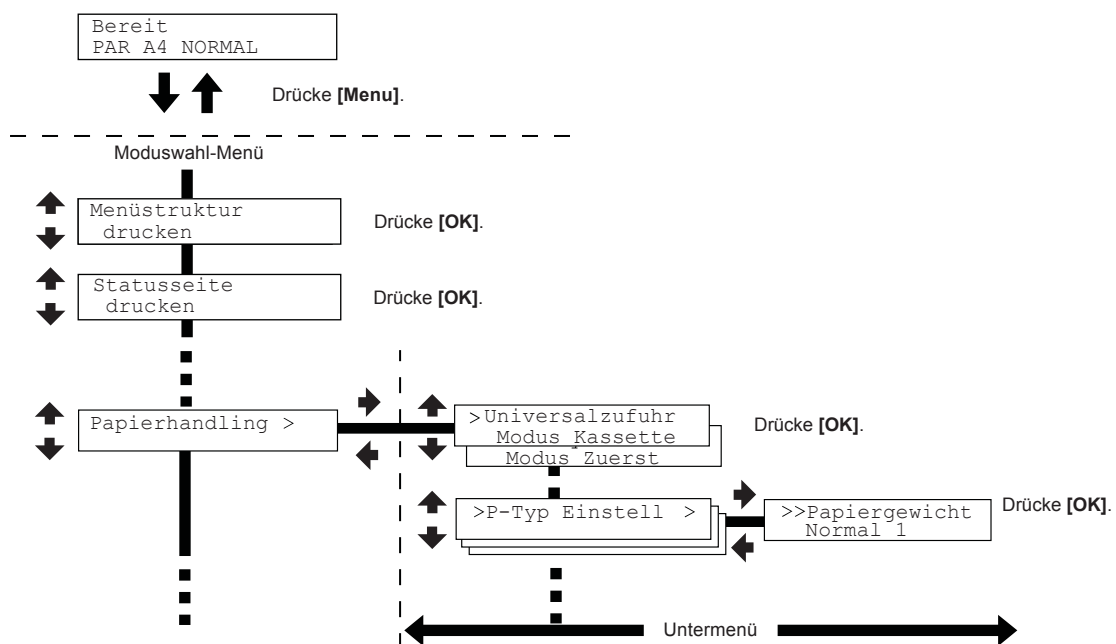 Bereit
PAR A4 NORMAL
Drücke [Menu].
Moduswahl-Menü
Menüstruktur
drucken
Drücke [OK].
Statusseite
drucken
Drücke [OK].
Papierhandling >
>Universalzufuhr
Modus Kassette
Modus Zuerst
Drücke [OK].
>P-Typ Einstell >
>>Papiergewicht
Normal 1
Drücke [OK].
Untermenü